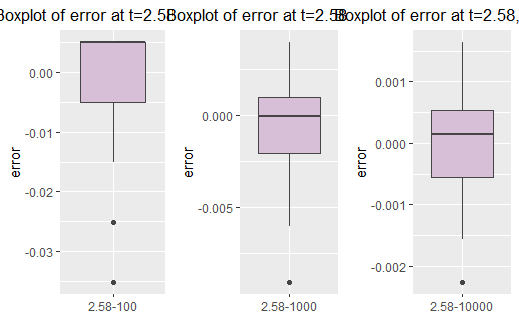 Boxplot of error at t=2.58
Boxplot of error at t=2.58
Boxplot of error at t=2.58,
error
0.00
-0.01
-0.02
-0.03
2.58-100
error
0.000
-0.005
2.58-1000
error
0.001
0.000
-0.001
-0.002
2.58-10000